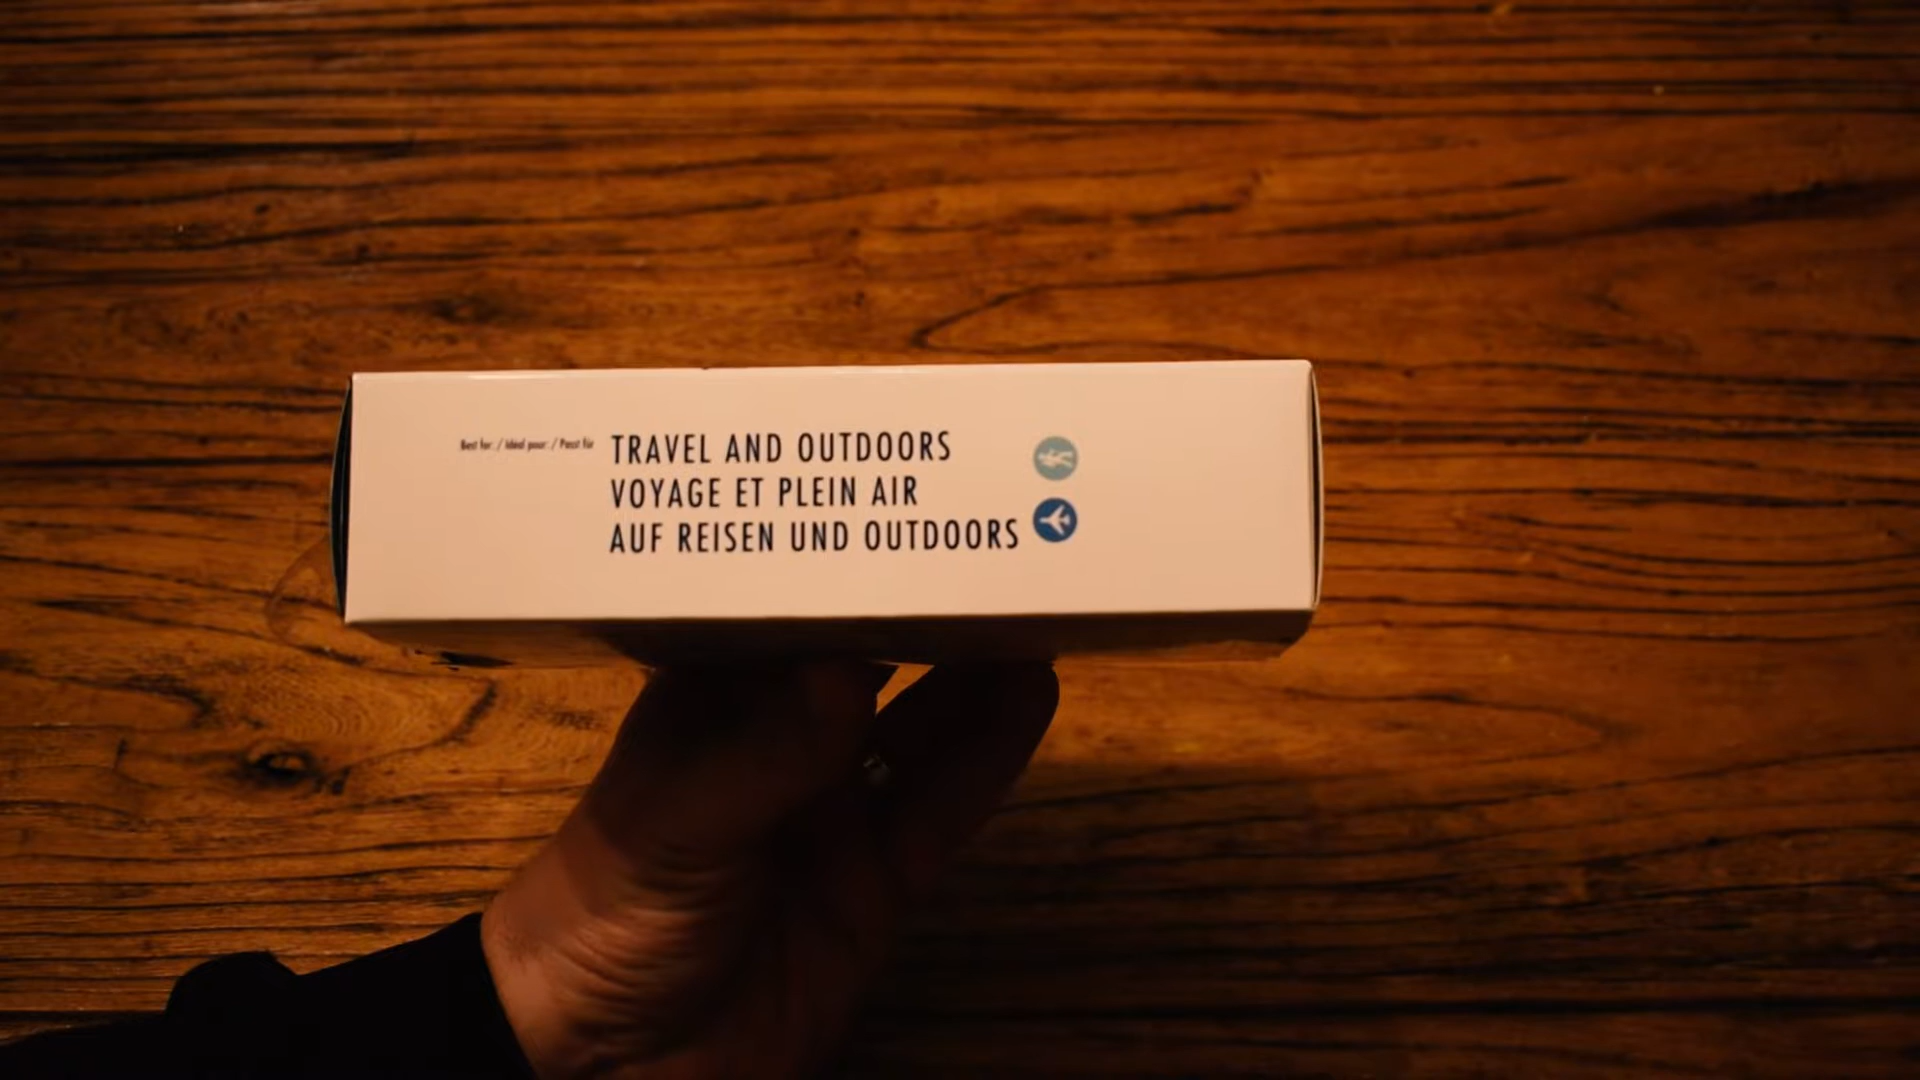 Best for: / Idéal pour: / Passt für
TRAVEL AND OUTDOORS
VOYAGE ET PLEIN AIR
AUF REISEN UND OUTDOORS